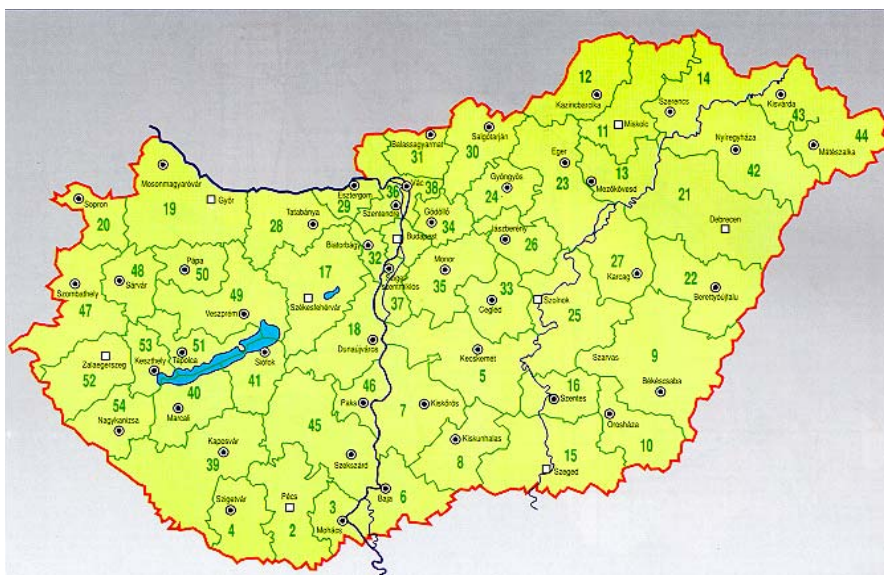 12
14
Kazincbarcika
Szerencs
Kisvárda
43
11
Miskolc
44
Salgótarján
Balassagyarmat
31
30
Nyíregyháza
Mátészalka
Eger
13
42
Mosonmagyaróvár
23
Mezőkövesd
Vác
38
Gyöngyös
24
36
Esztergom
29
Szentendre
21
Sopron
19
Győr
20
Tatabánya
28
Gödöllő
34
Debrecen
Budapest
Jászberény
26
Biatorbágy
32
48
Pápa
50
17
Monor
35
27
Karcag
Szombathely
Sárvár
47
22
Berettyóújfalu
37
33
Cegléd
Székesfehérvár
49
Veszprém
Szolnok
25
18
Dunaújváros
53
51
Zalaegerszeg
Keszthely
Tapolca
Siófok
52
Kecskemét
5
Szarvas
9
40
41
46
Paks
7
Kiskőrös
16
Szentes
Békéscsaba
54
Marcali
Nagykanizsa
45
Orosháza
10
Kiskunhalas
8
Kaposvár
39
Szekszárd
15
Szeged
Szigetvár
4
Pécs
2
3
Mohács
Baja
6